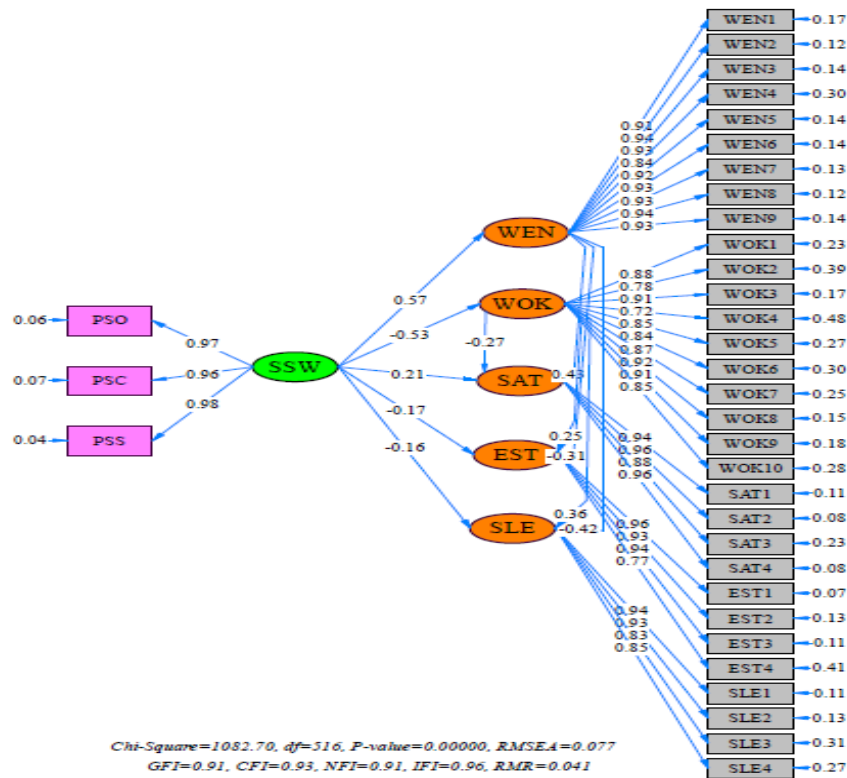 WEN1 0.17
WEN2 0.12
WEN3 0.14
WEN4 0.30
WEN5 0.14
WEN6 0.14
WEN7 0.13
WEN8 0.12
WEN9 0.14
WOK1 0.23
WOK2 0.39
WOK3 0.17
WOK4 0.48
WOK5 0.27
WOK6 0.30
WOK7 0.25
WOK8 0.15
WOK9 0.18
WOK10 0.28
SAT1 0.11
SAT2 0.08
SAT3 0.23
SAT4 0.08
EST1 0.07
EST2 0.13
EST3 0.11
EST4 0.41
SLE1 0.11
SLE2 0.13
SLE3 0.31
SLE4 0.27
0.91
0.94
0.93
0.84
0.92
0.93
0.93
0.94
0.93
0.88
0.78
0.91
0.72
0.85
0.84
0.87
0.92
0.91
0.85
0.94
0.96
0.88
0.96
0.96
0.93
0.94
0.77
0.94
0.93
0.83
0.85
WEN
WOK
SAT
EST
SLE
0.43
0.25
-0.31
0.36
-0.42
0.57
-0.53
-0.27
0.21
-0.17
-0.16
SSW
0.97
0.96
0.98
0.06 PSO
0.07 PSC
0.04 PSS
Chi-Square=1082.70, df=516, P-value=0.00000, RMSEA=0.077
GFI=0.91, CFI=0.93, NFI=0.91, IFI=0.96, RMR=0.041